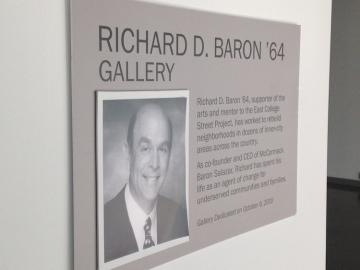 RICHARD D. BARON '64
GALLERY
Richard D. Baron '64, supporter of the
arts and mentor to the East College
Street Project, has worked to rebuild
neighborhoods in dozens of inner-city
areas across the country.
As co-founder and CEO of McCormack
Baron Salazar, Richard has spent his
life as an agent of change for
underserved communities and families.
Gallery Dedicated on October 9, 2010